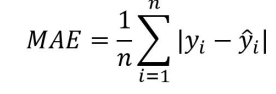 MAE = \frac{1}{n} \sum_{i=1}^{n} |y_i - \hat{y}_i|